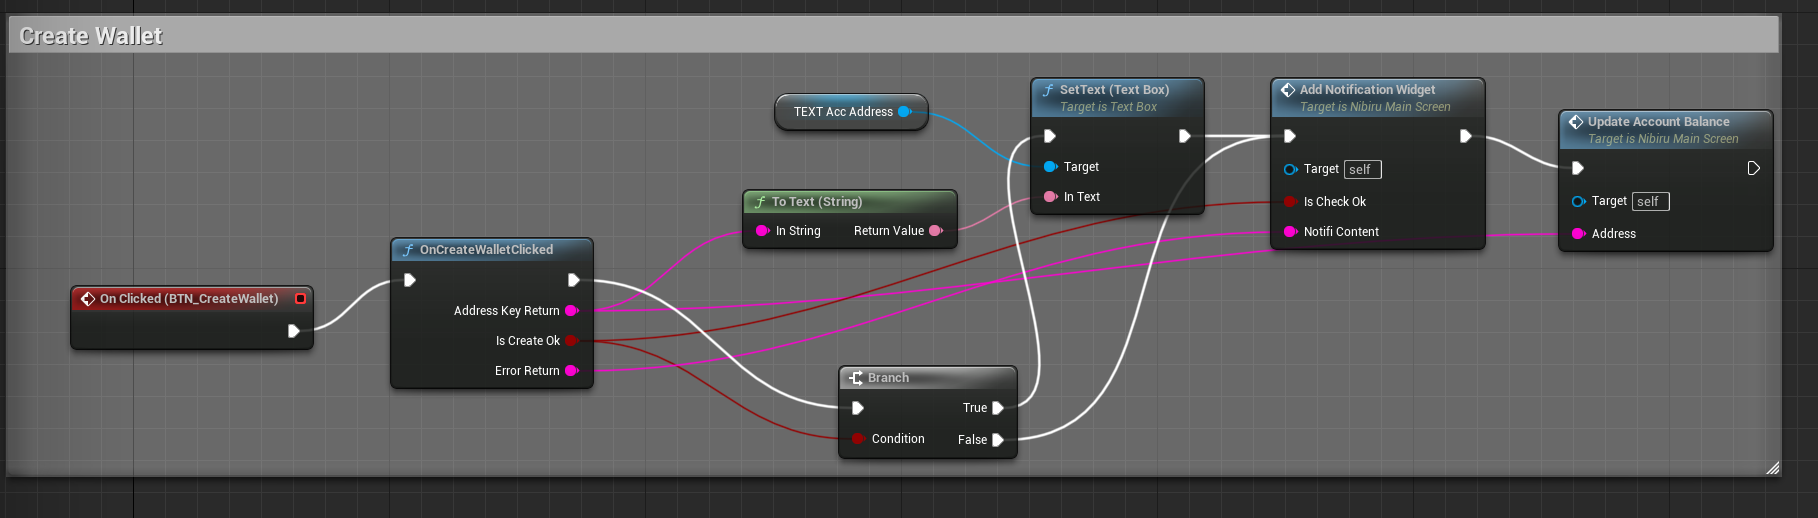 Create Wallet
On Clicked (BTN_CreateWallet)
OnCreateWalletClicked
Address Key Return
Is Create Ok
Error Return
TEXT Acc Address
To Text (String)
In String Return Value
Branch
True
Condition False
SetText (Text Box)
Target is Text Box
Target
In Text
Add Notification Widget
Target is Nibiru Main Screen
Target self
Is Check Ok
Notifi Content
Update Account Balance
Target is Nibiru Main Screen
Target self
Address